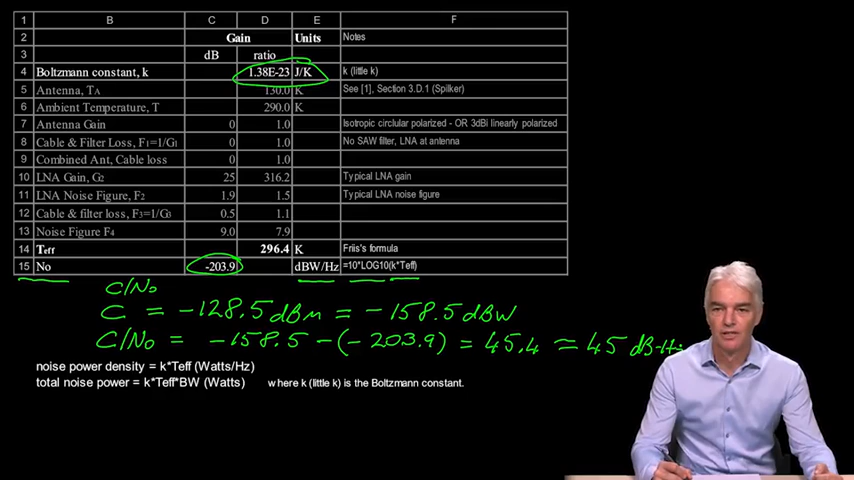 1 B C D E F
2 Gain Units Notes
3 dB ratio
4 Boltzmann constant, k 1.38E-23 J/K k (little k)
5 Antenna, TA 130.0 K See [1], Section 3.D.1 (Spilker)
6 Ambient Temperature, T 290.0 K
7 Antenna Gain 0 1.0 Isotropic circlular polarized - OR 3dBi linearly polarized
8 Cable & Filter Loss, F1=1/G1 0 1.0 No SAW filter, LNA at antenna
9 Combined Ant, Cable loss 0 1.0
10 LNA Gain, G2 25 316.2 Typical LNA gain
11 LNA Noise Figure, F2 1.9 1.5 Typical LNA noise figure
12 Cable & filter loss, F3=1/G3 0.5 1.1
13 Noise Figure F4 9.0 7.9
14 Teff 296.4 K Friis's formula
15 No -203.9 dBW/Hz =10*LOG10(k*Teff)
C/No
C = -128.5 dBm = -158.5 dBW
C/No = -158.5 -(-203.9) = 45.4 ≈ 45 dB-Hz
noise power density = k*Teff (Watts/Hz)
total noise power = k*Teff*BW (Watts) where k (little k) is the Boltzmann constant.